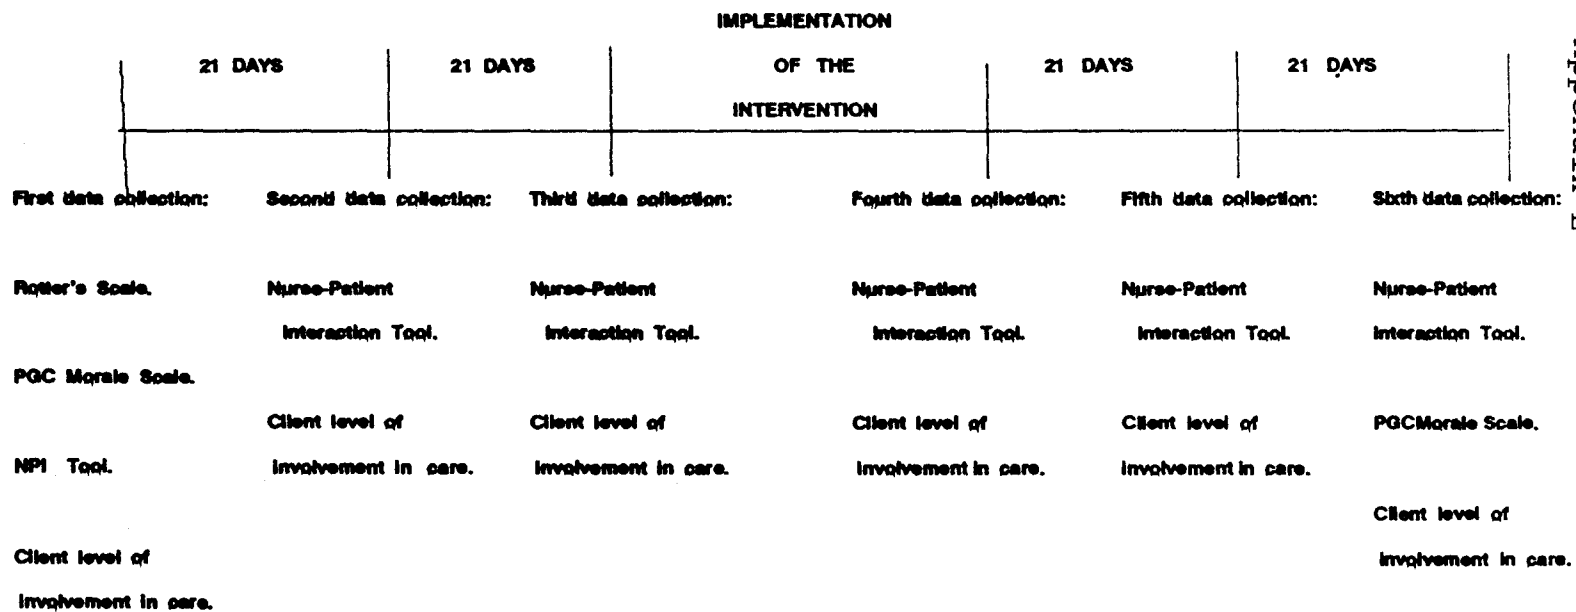 IMPLEMENTATION
21 DAYS 21 DAYS OF THE 21 DAYS 21 DAYS
INTERVENTION
First data collection: Second data collection: Third data collection: Fourth data collection: Fifth data collection: Sixth data collection:
Rotter's Scale. Nurse-Patient Nurse-Patient Nurse-Patient Nurse-Patient Nurse-Patient
Interaction Tool. Interaction Tool. Interaction Tool. Interaction Tool. Interaction Tool.
PGC Morale Scale.
Client level of Client level of Client level of Client level of PGCMorale Scale.
NPI Tool. involvement in care. involvement in care. involvement in care. involvement in care.
Client level of
Client level of involvement in care.
involvement in care.